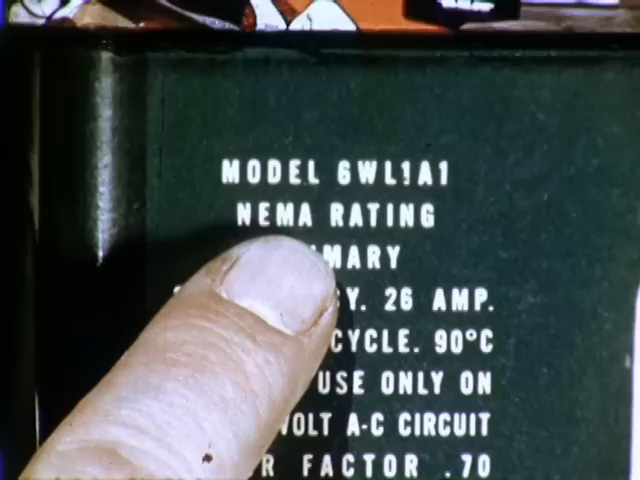 MODEL 6WL1A1
NEMA RATING
MARY
Y. 26 AMP.
CYCLE. 90°C
USE ONLY ON
VOLT A-C CIRCUIT
R FACTOR .70